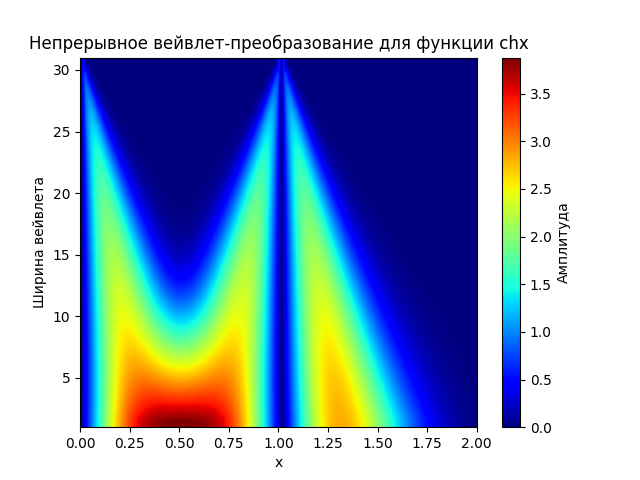 Непрерывное вейвлет-преобразование для функции chx
Ширина вейвлета
30
25
20
15
10
5
0.00 0.25 0.50 0.75 1.00 1.25 1.50 1.75 2.00
x
3.5
3.0
2.5
2.0
1.5
1.0
0.5
0.0
Амплитуда